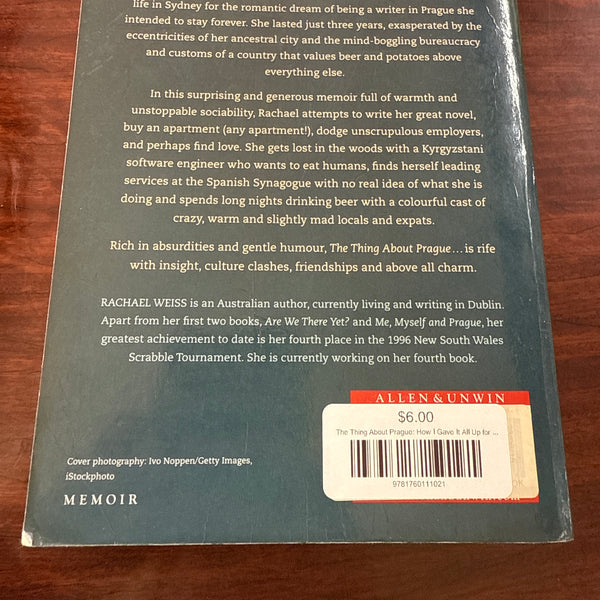 life in Sydney for the romantic dream of being a writer in Prague she
intended to stay forever. She lasted just three years, exasperated by the
eccentricities of her ancestral city and the mind-boggling bureaucracy
and customs of a country that values beer and potatoes above
everything else.
In this surprising and generous memoir full of warmth and
unstoppable sociability, Rachael attempts to write her great novel,
buy an apartment (any apartment!), dodge unscrupulous employers,
and perhaps find love. She gets lost in the woods with a Kyrgyzstani
software engineer who wants to eat humans, finds herself leading
services at the Spanish Synagogue with no real idea of what she is
doing and spends long nights drinking beer with a colourful cast of
crazy, warm and slightly mad locals and expats.
Rich in absurdities and gentle humour, The Thing About Prague... is rife
with insight, culture clashes, friendships and above all charm.
RACHAEL WEISS is an Australian author, currently living and writing in Dublin.
Apart from her first two books, Are We There Yet? and Me, Myself and Prague, her
greatest achievement to date is her fourth place in the 1996 New South Wales
Scrabble Tournament. She is currently working on her fourth book.
ALLEN & UNWIN
$6.00
The Thing About Prague: How I Gave It All Up for ...
9781760111021
Cover photography: Ivo Noppen/Getty Images,
iStockphoto
MEMOIR